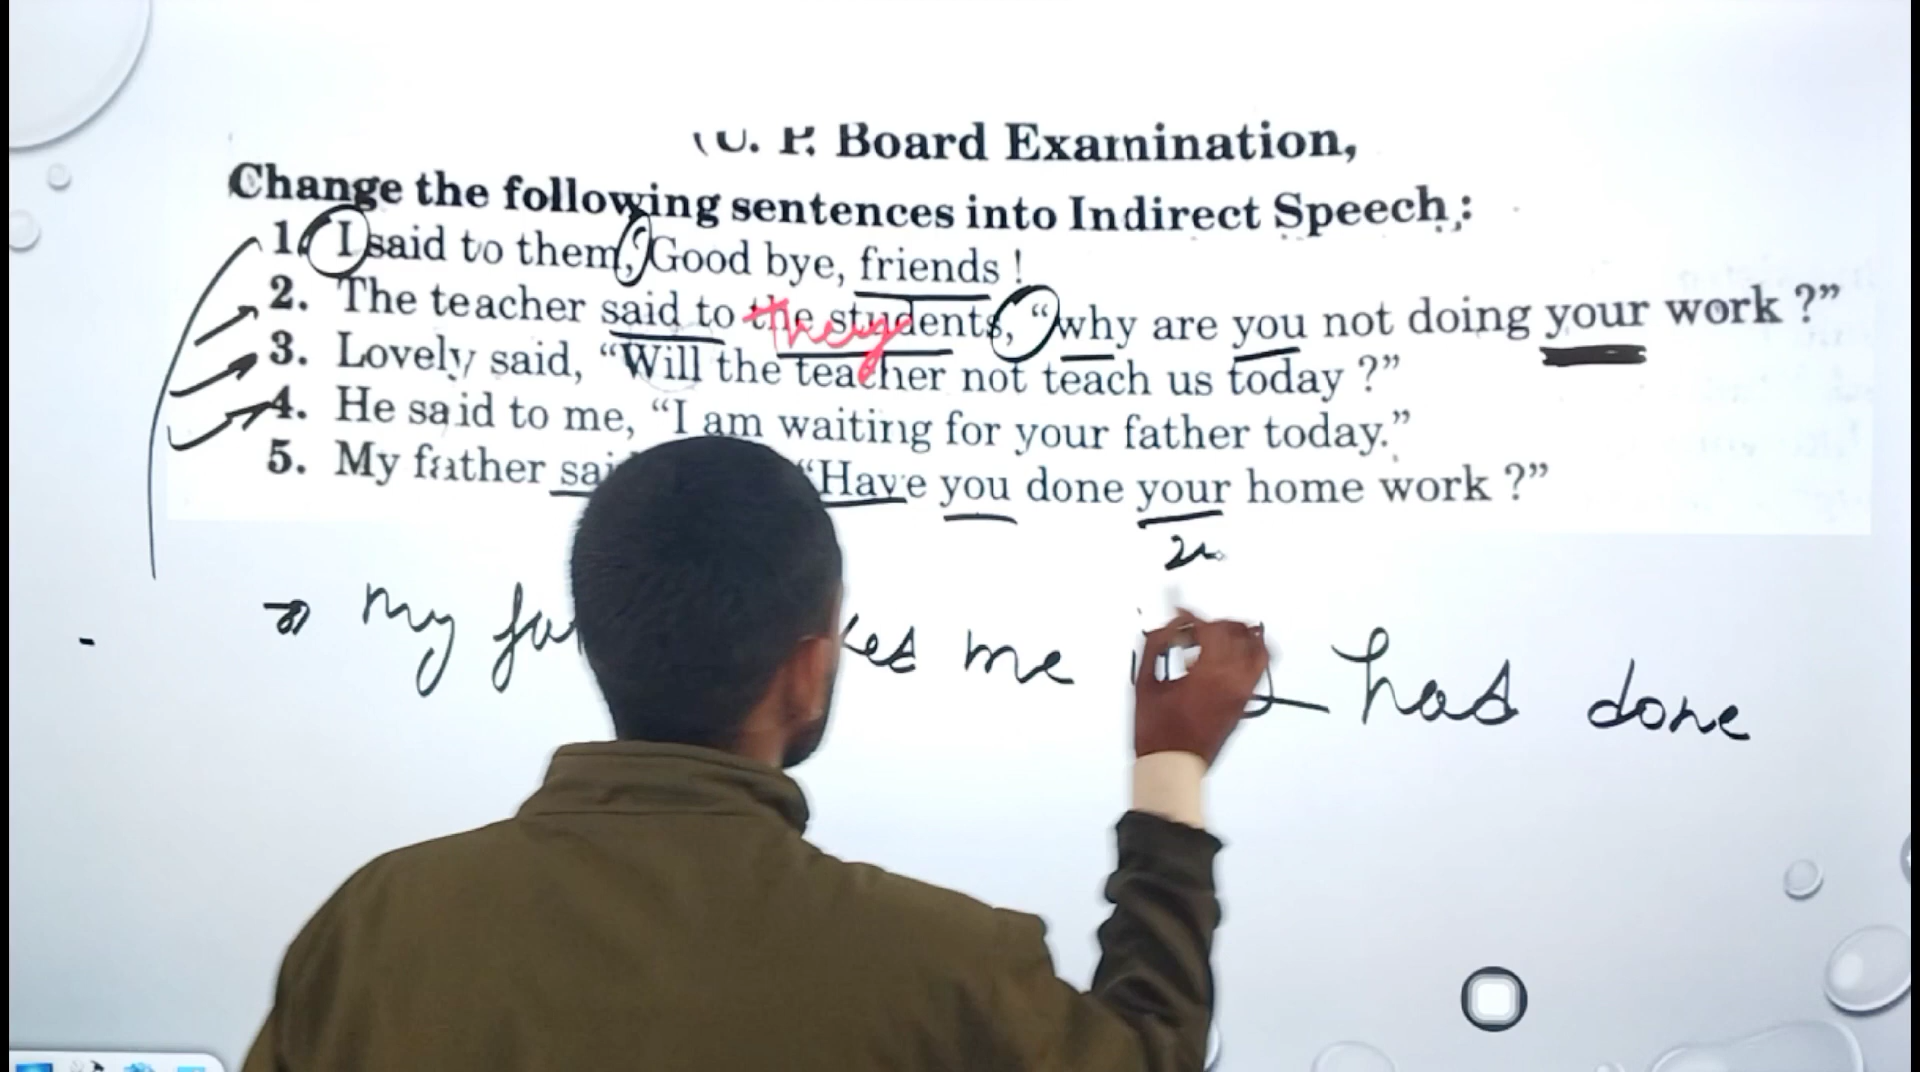 P. Board Examination,
Change the following sentences into Indirect Speech :
1. I said to them, “Good bye, friends !
2. The teacher said to the students, “why are you not doing your work ?”
they
3. Lovely said, “Will the teacher not teach us today ?”
4. He said to me, “I am waiting for your father today.”
5. My father “Have you done your home work ?”
my me had done